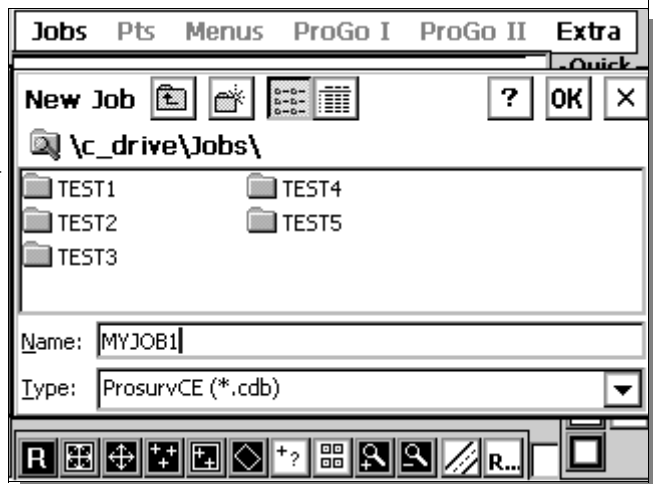 Jobs Pts Menus ProGo I ProGo II Extra
Quick
New Job ? OK ×
\c_drive\Jobs\
TEST1 TEST4
TEST2 TEST5
TEST3
Name: MYJOB1
Type: ProsurvCE (*.cdb)
R +? R...